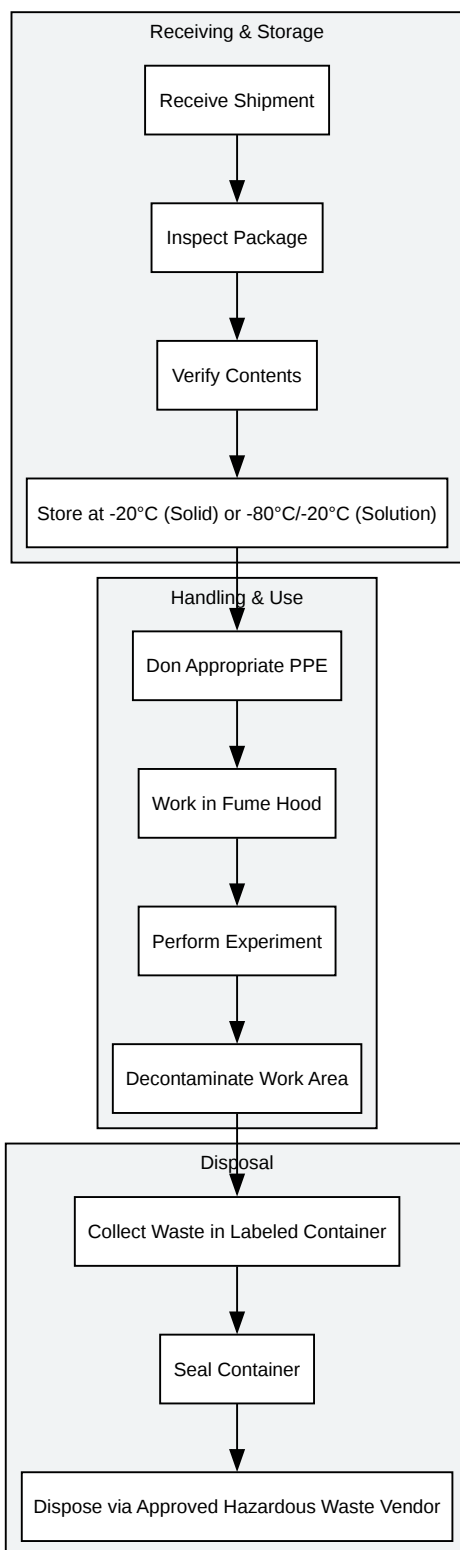 Receiving & Storage
Receive Shipment
Inspect Package
Verify Contents
Store at -20°C (Solid) or -80°C/-20°C (Solution)
Handling & Use
Don Appropriate PPE
Work in Fume Hood
Perform Experiment
Decontaminate Work Area
Disposal
Collect Waste in Labeled Container
Seal Container
Dispose via Approved Hazardous Waste Vendor